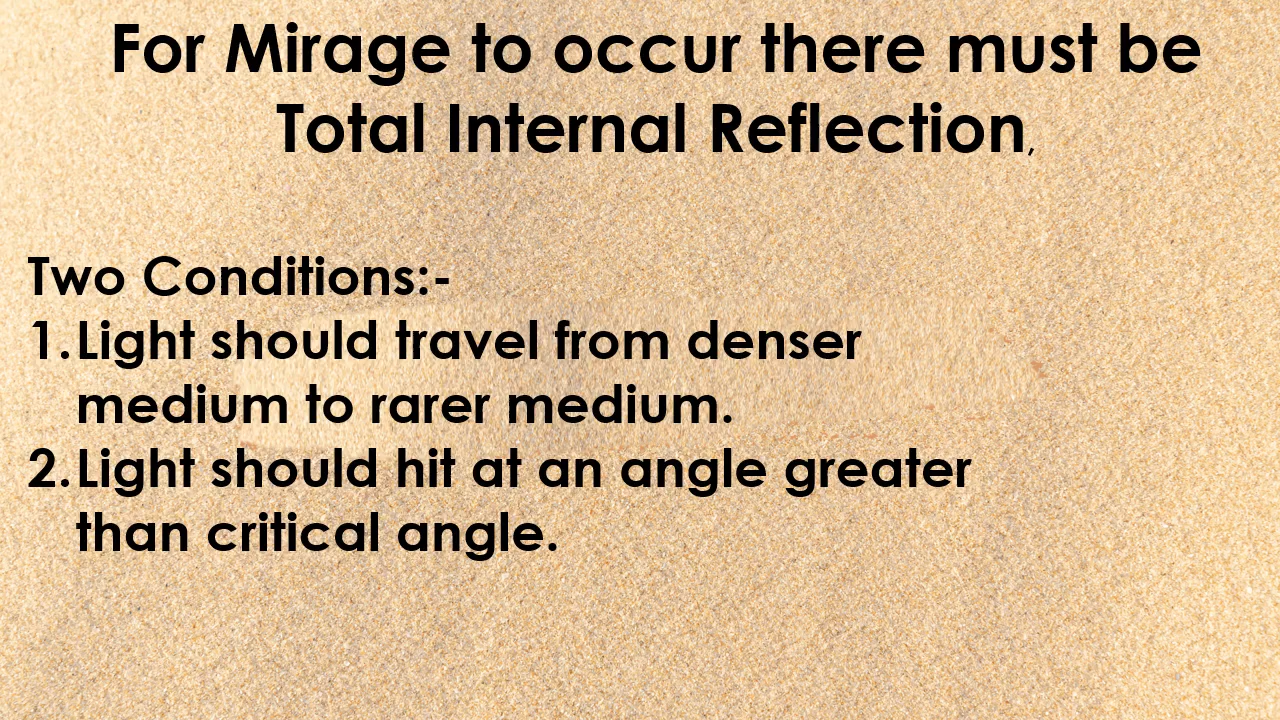 For Mirage to occur there must be
Total Internal Reflection,
Two Conditions:-
1. Light should travel from denser
medium to rarer medium.
2. Light should hit at an angle greater
than critical angle.